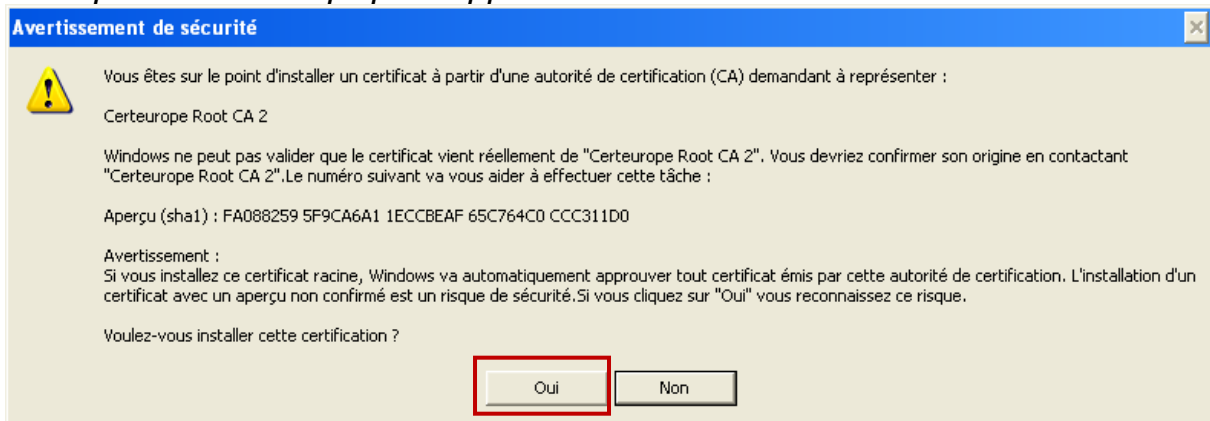 Avertissement de sécurité
Vous êtes sur le point d'installer un certificat à partir d'une autorité de certification (CA) demandant à représenter :
Certeurope Root CA 2
Windows ne peut pas valider que le certificat vient réellement de "Certeurope Root CA 2". Vous devriez confirmer son origine en contactant
"Certeurope Root CA 2".Le numéro suivant va vous aider à effectuer cette tâche :
Aperçu (sha1) : FA088259 5F9CA6A1 1ECCBEAF 65C764C0 CCC311D0
Avertissement :
Si vous installez ce certificat racine, Windows va automatiquement approuver tout certificat émis par cette autorité de certification. L'installation d'un
certificat avec un aperçu non confirmé est un risque de sécurité.Si vous cliquez sur "Oui" vous reconnaissez ce risque.
Voulez-vous installer cette certification ?
Oui
Non